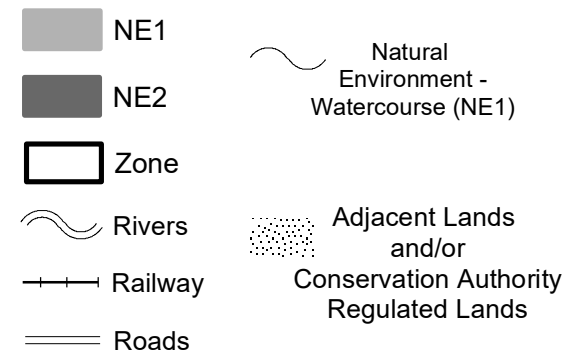 NE1
NE2
Zone
Rivers
Railway
Roads
Natural
Environment -
Watercourse (NE1)
Adjacent Lands
and/or
Conservation Authority
Regulated Lands